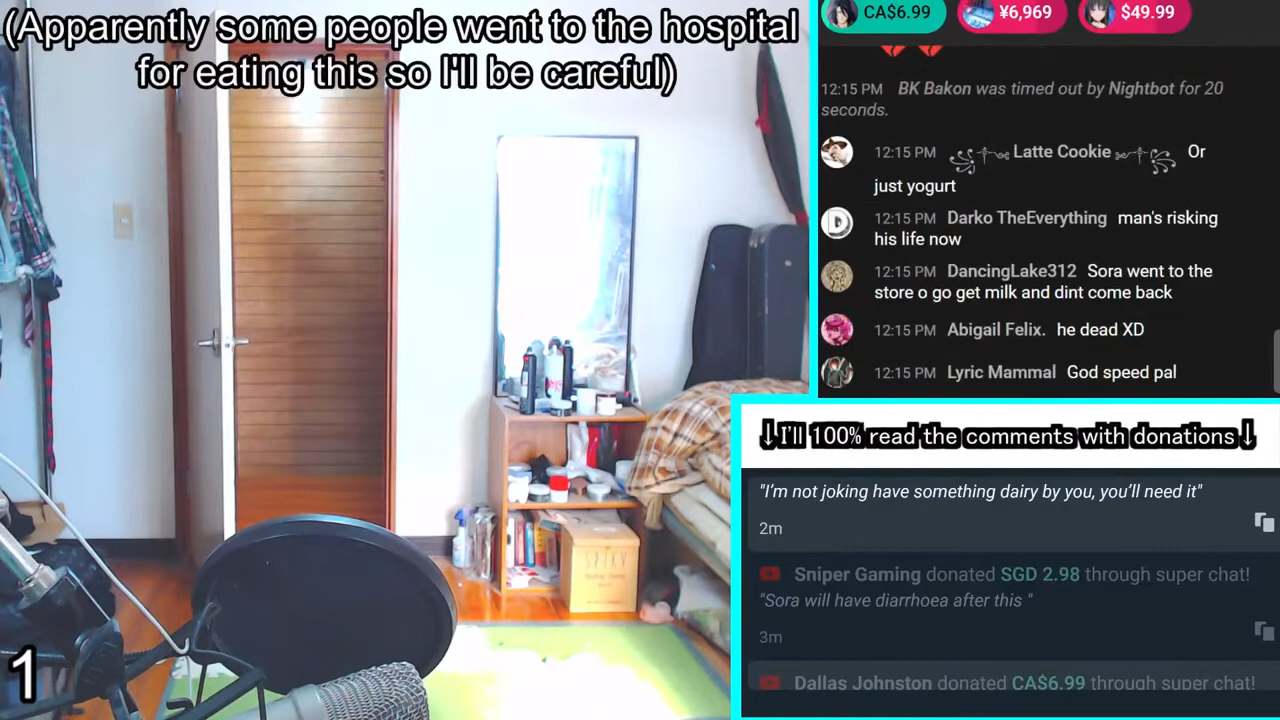 (Apparently some people went to the hospital
for eating this so I'll be careful)
1
SPIKY
CA$6.99
¥6,969
$49.99
12:15 PM BK Bakon was timed out by Nightbot for 20
seconds.
12:15 PM Latte Cookie Or
just yogurt
12:15 PM Darko TheEverything man's risking
his life now
12:15 PM DancingLake312 Sora went to the
store o go get milk and dint come back
12:15 PM Abigail Felix. he dead XD
12:15 PM Lyric Mammal God speed pal
↓I'll 100% read the comments with donations↓
"I'm not joking have something dairy by you, you'll need it"
2m
Sniper Gaming donated SGD 2.98 through super chat!
"Sora will have diarrhoea after this "
3m
Dallas Johnston donated CA$6.99 through super chat!